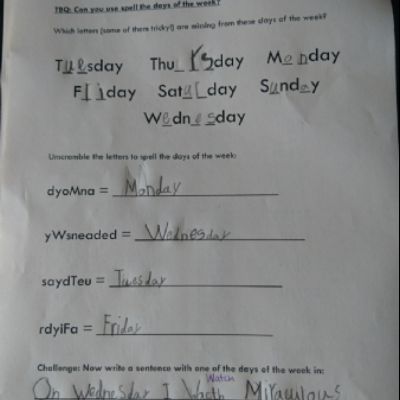 TBQ: Can you use spell the days of the week?
Which letters (some of them tricky!) are missing from these days of the week?
Tuesday Thursday Monday
Friday Saturday Sunday
Wednesday
Unscramble the letters to spell the days of the week:
dyoMna = Monday
yWsneaded = Wednesday
saydTeu = Tuesday
rdyiFa = Friday
Challenge: Now write a sentence with one of the days of the week in:
Watch
On Wednesday I Miraculous